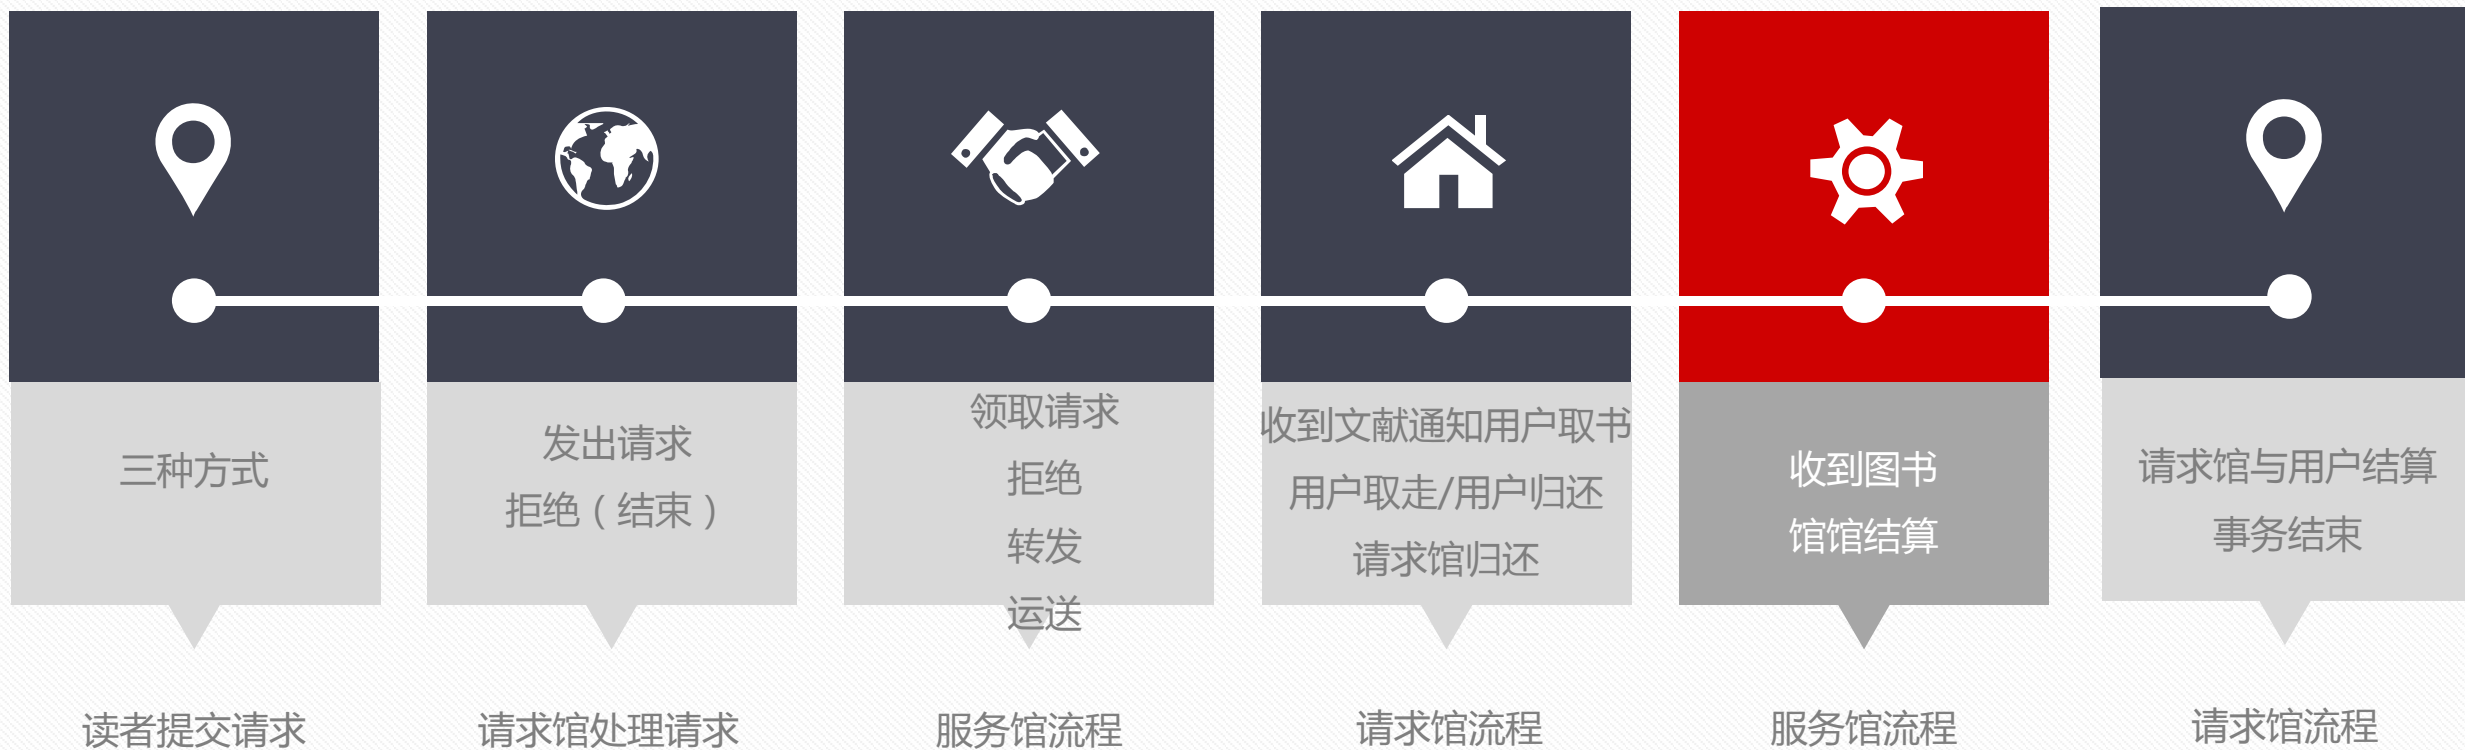 三种方式
读者提交请求
发出请求
拒绝（结束）
请求馆处理请求
领取请求
拒绝
转发
运送
服务馆流程
收到文献通知用户取书
用户取走/用户归还
请求馆归还
请求馆流程
收到图书
馆馆结算
服务馆流程
请求馆与用户结算
事务结束
请求馆流程